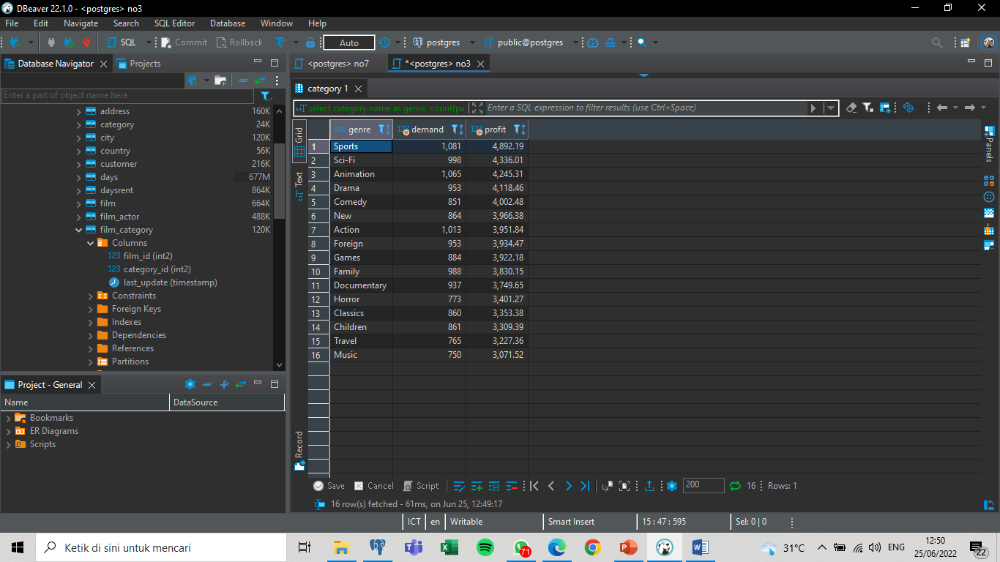 DBeaver 22.1.0 - <postgres> no3
File Edit Navigate Search SQL Editor Database Window Help
SQL Commit Rollback T Auto postgres public@postgres
Database Navigator Projects
<postgres> no7 *<postgres> no3
Enter a part of object name here
address 160K
category 24K
city 120K
country 56K
customer 216K
days 677M
daysrent 864K
film 664K
film_actor 488K
film_category 120K
Columns
123 film_id (int2)
123 category_id (int2)
last_update (timestamp)
Constraints
Foreign Keys
Indexes
Dependencies
References
Partitions
Project - General
Name DataSource
Bookmarks
ER Diagrams
Scripts
category 1
select category.name as genre, count(pa Enter a SQL expression to filter results (use Ctrl+Space)
Grid
Text
Record
Panels
ABC genre 123 demand 123 profit
1 Sports 1,081 4,892.19
2 Sci-Fi 998 4,336.01
3 Animation 1,065 4,245.31
4 Drama 953 4,118.46
5 Comedy 851 4,002.48
6 New 864 3,966.38
7 Action 1,013 3,951.84
8 Foreign 953 3,934.47
9 Games 884 3,922.18
10 Family 988 3,830.15
11 Documentary 937 3,749.65
12 Horror 773 3,401.27
13 Classics 860 3,353.38
14 Children 861 3,309.39
15 Travel 765 3,227.36
16 Music 750 3,071.52
Save Cancel Script 200 16 Rows: 1
16 row(s) fetched - 61ms, on Jun 25, 12:49:17
ICT en Writable Smart Insert 15 : 47 : 595 Sel: 0 | 0
Ketik di sini untuk mencari
71
31°C ENG
12:50
25/06/2022
22